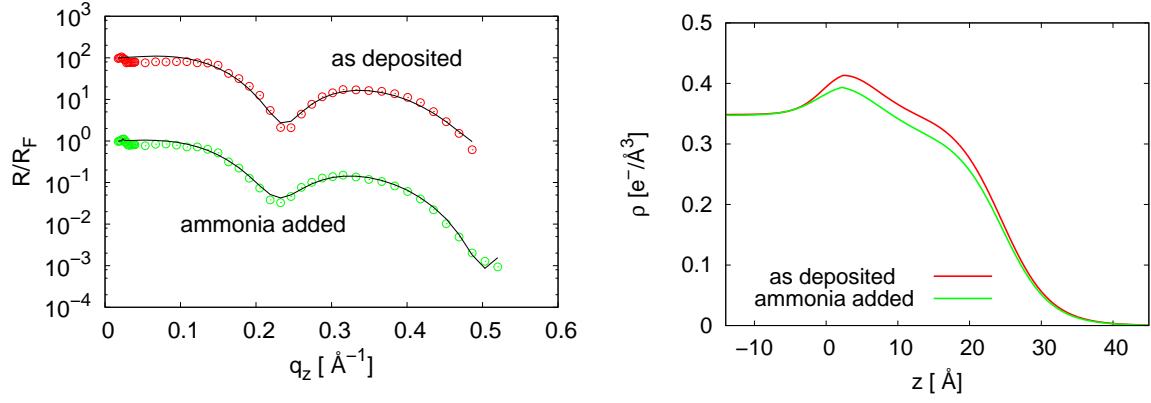 10^3
10^2
10^1
10^0
10^−1
10^−2
10^−3
10^−4
R/R_F
as deposited
ammonia added
0 0.1 0.2 0.3 0.4 0.5 0.6
q_z [ Å^−1]
0.5
0.4
0.3
0.2
0.1
0
ρ [e^−/Å^3]
as deposited
ammonia added
−10 0 10 20 30 40
z [ Å]